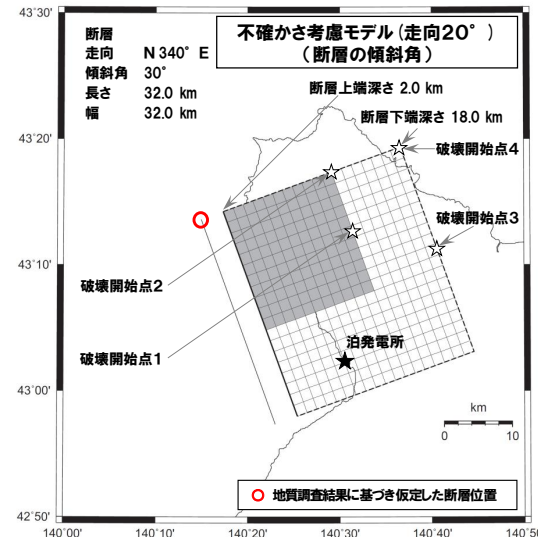 不確かさ考慮モデル(走向20°)
(断層の傾斜角)
断層
走向 N 340° E
傾斜角 30°
長さ 32.0 km
幅 32.0 km
断層上端深さ 2.0 km
断層下端深さ 18.0 km
破壊開始点4
破壊開始点3
破壊開始点2
破壊開始点1
泊発電所
km
0 10
地質調査結果に基づき仮定した断層位置
43°30'
43°20'
43°10'
43°00'
42°50'
140°00' 140°10' 140°20' 140°30' 140°40' 140°50'